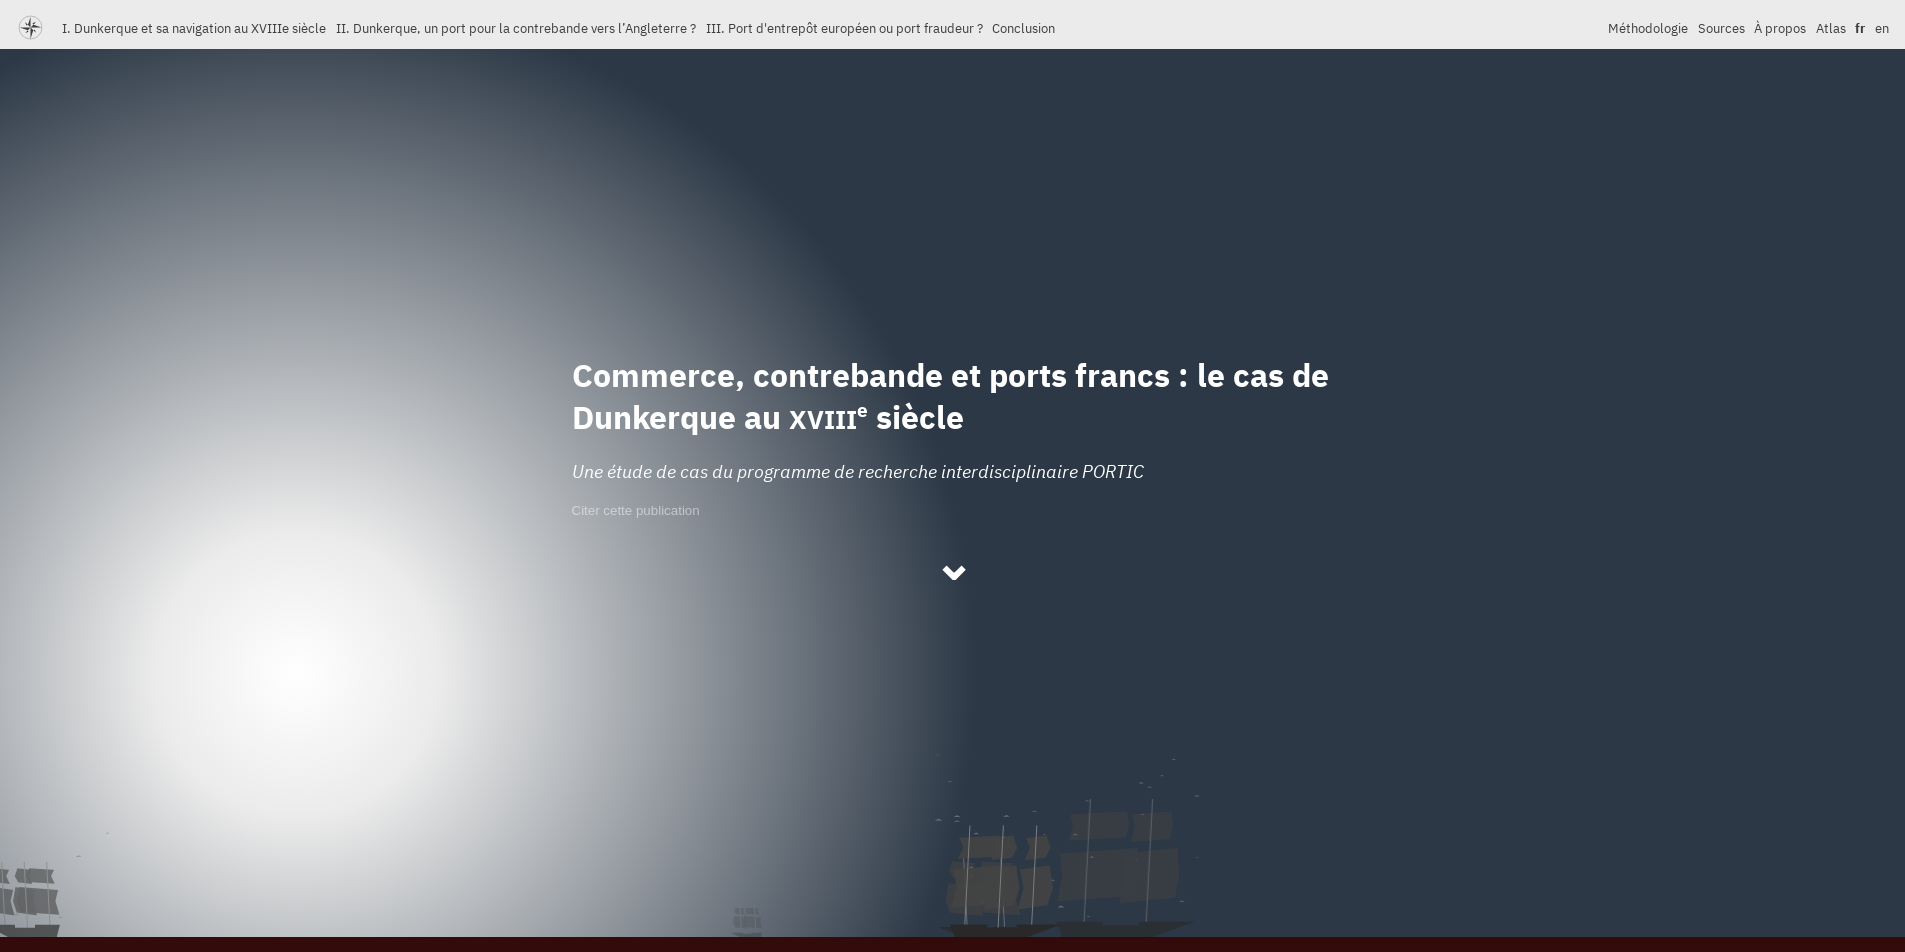 I. Dunkerque et sa navigation au XVIIIe siècle II. Dunkerque, un port pour la contrebande vers l’Angleterre ? III. Port d'entrepôt européen ou port fraudeur ? Conclusion Méthodologie Sources À propos Atlas fr en
Commerce, contrebande et ports francs : le cas de
Dunkerque au XVIIIe siècle
Une étude de cas du programme de recherche interdisciplinaire PORTIC
Citer cette publication